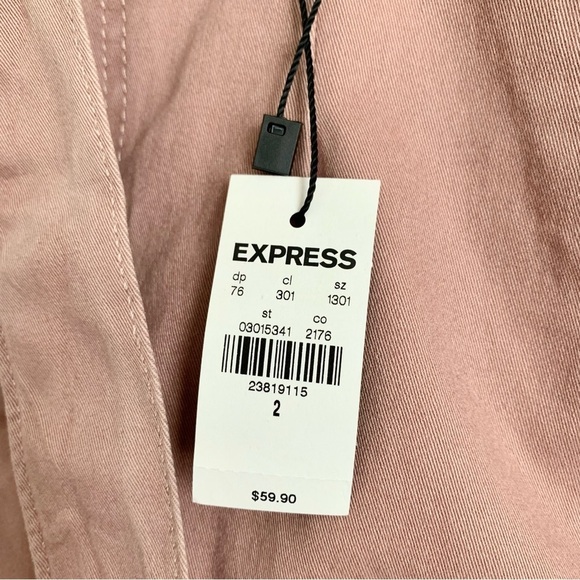 EXPRESS
dp cl sz
76 301 1301
st co
03015341 2176
23819115
2
$59.90